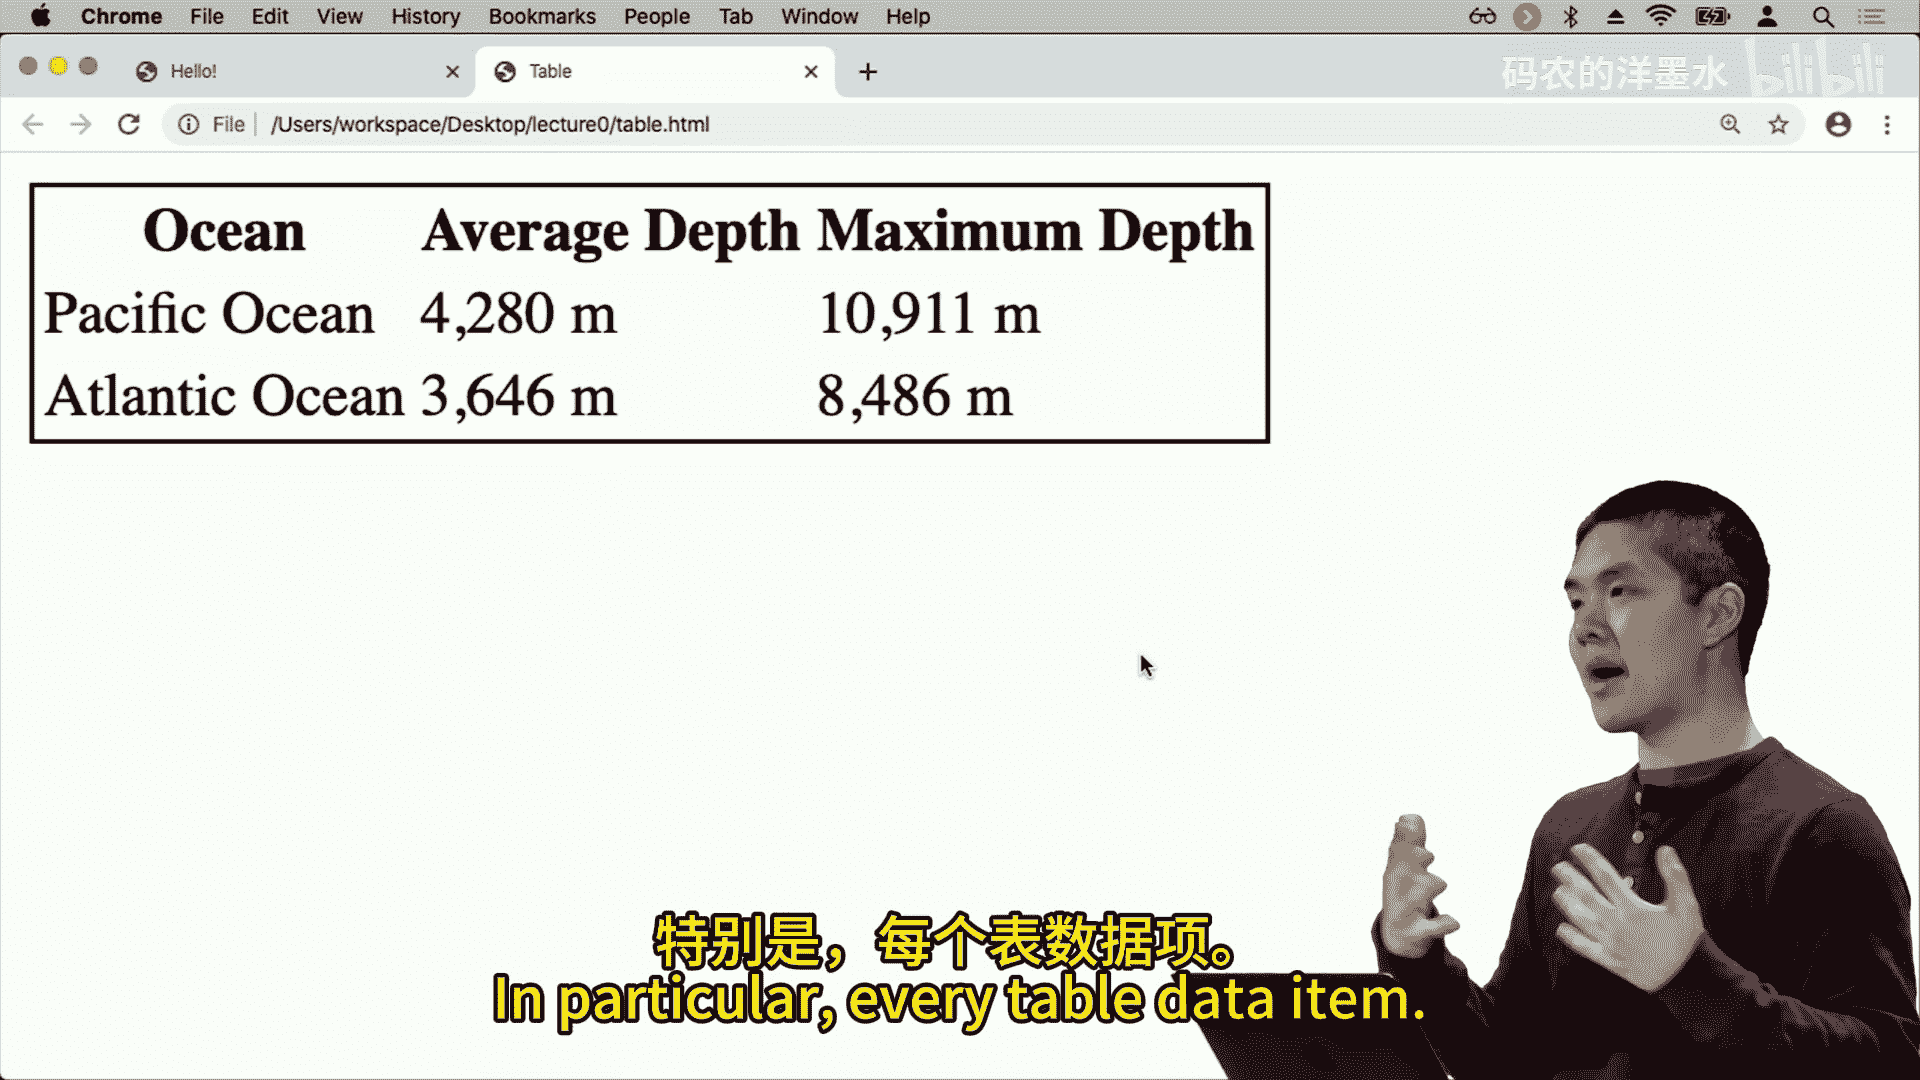 Chrome File Edit View History Bookmarks People Tab Window Help
Hello! Table
码农的洋墨水 bilibili
File /Users/workspace/Desktop/lecture0/table.html
Ocean Average Depth Maximum Depth
Pacific Ocean 4,280 m 10,911 m
Atlantic Ocean 3,646 m 8,486 m
特别是，每个表数据项。
In particular, every table data item.